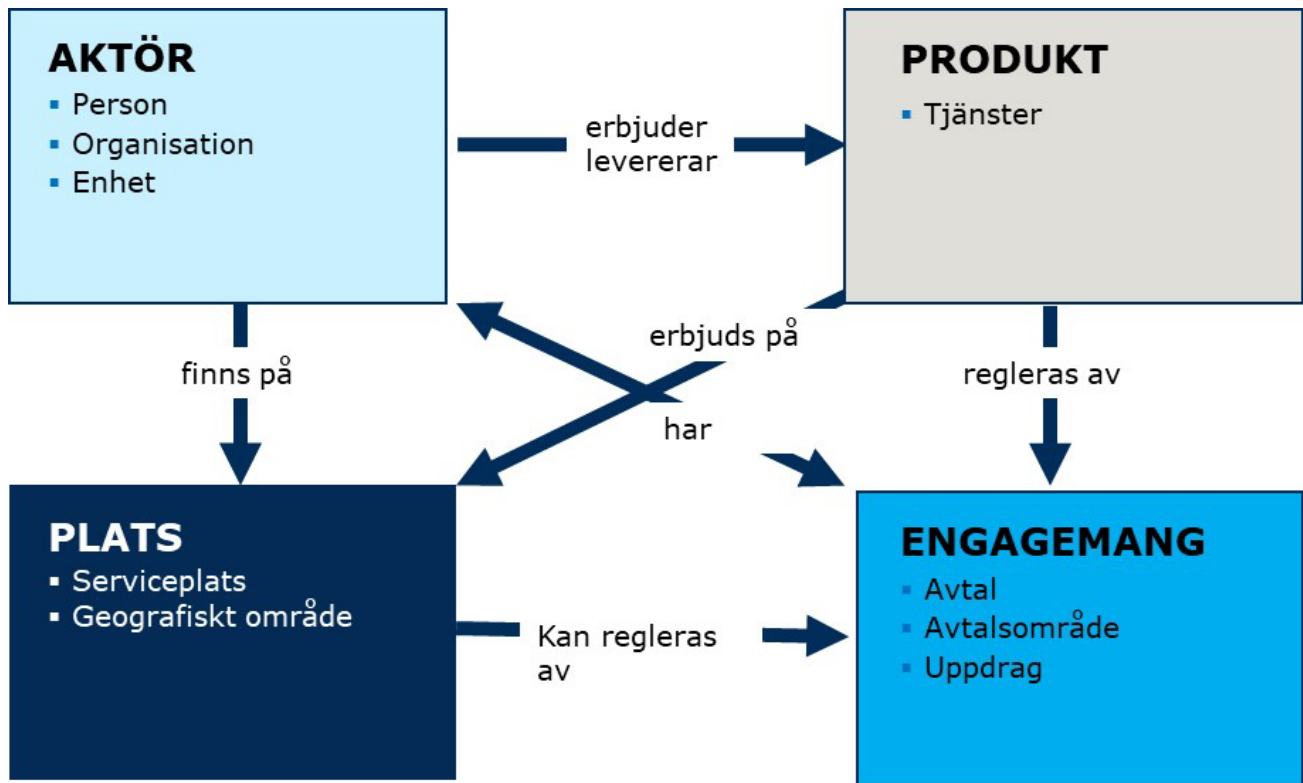 AKTÖR
▪ Person
▪ Organisation
▪ Enhet
erbjuder
levererar
PRODUKT
▪ Tjänster
finns på
erbjuds på
har
regleras av
PLATS
▪ Serviceplats
▪ Geografiskt område
Kan regleras
av
ENGAGEMANG
▪ Avtal
▪ Avtalsområde
▪ Uppdrag